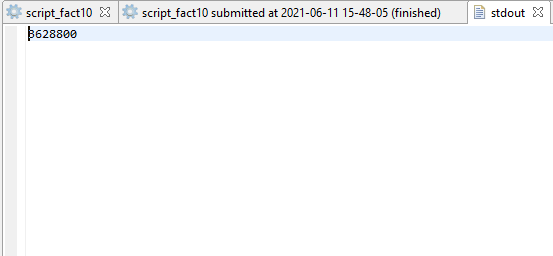 script_fact10
script_fact10 submitted at 2021-06-11 15-48-05 (finished)
stdout
3628800